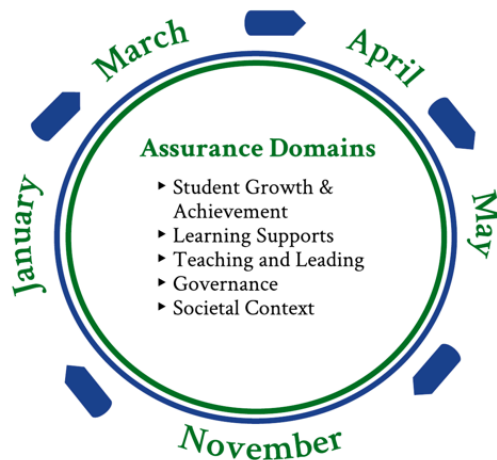 March
April
January
May
November
Assurance Domains
‣ Student Growth &
Achievement
‣ Learning Supports
‣ Teaching and Leading
‣ Governance
‣ Societal Context